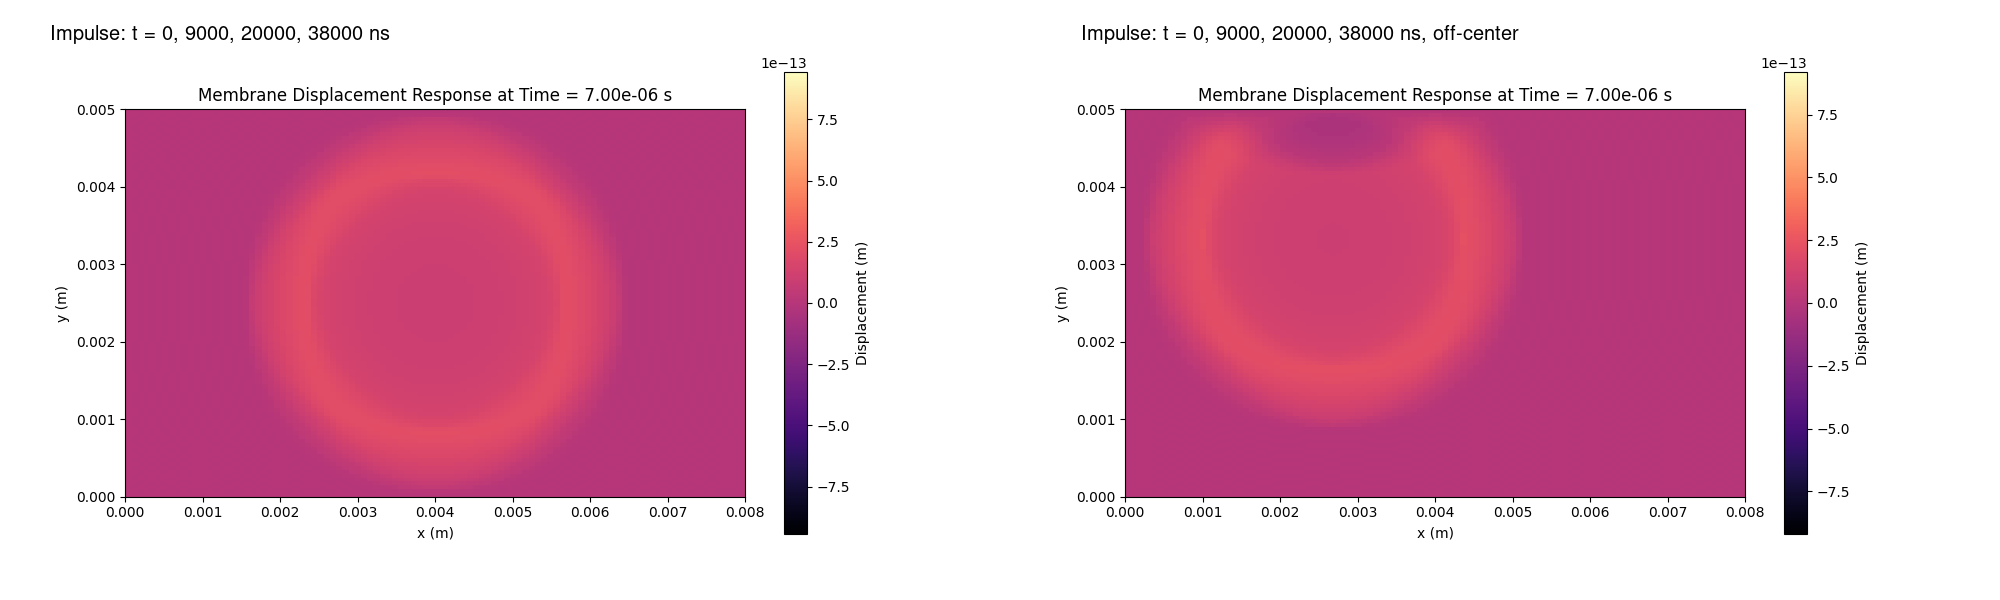 Impulse: t = 0, 9000, 20000, 38000 ns
1e−13
Membrane Displacement Response at Time = 7.00e-06 s
0.005
0.004
0.003
0.002
0.001
0.000
y (m)
0.000 0.001 0.002 0.003 0.004 0.005 0.006 0.007 0.008
x (m)
7.5
5.0
2.5
0.0
−2.5
−5.0
−7.5
Displacement (m)
Impulse: t = 0, 9000, 20000, 38000 ns, off-center
1e−13
Membrane Displacement Response at Time = 7.00e-06 s
0.005
0.004
0.003
0.002
0.001
0.000
y (m)
0.000 0.001 0.002 0.003 0.004 0.005 0.006 0.007 0.008
x (m)
7.5
5.0
2.5
0.0
−2.5
−5.0
−7.5
Displacement (m)